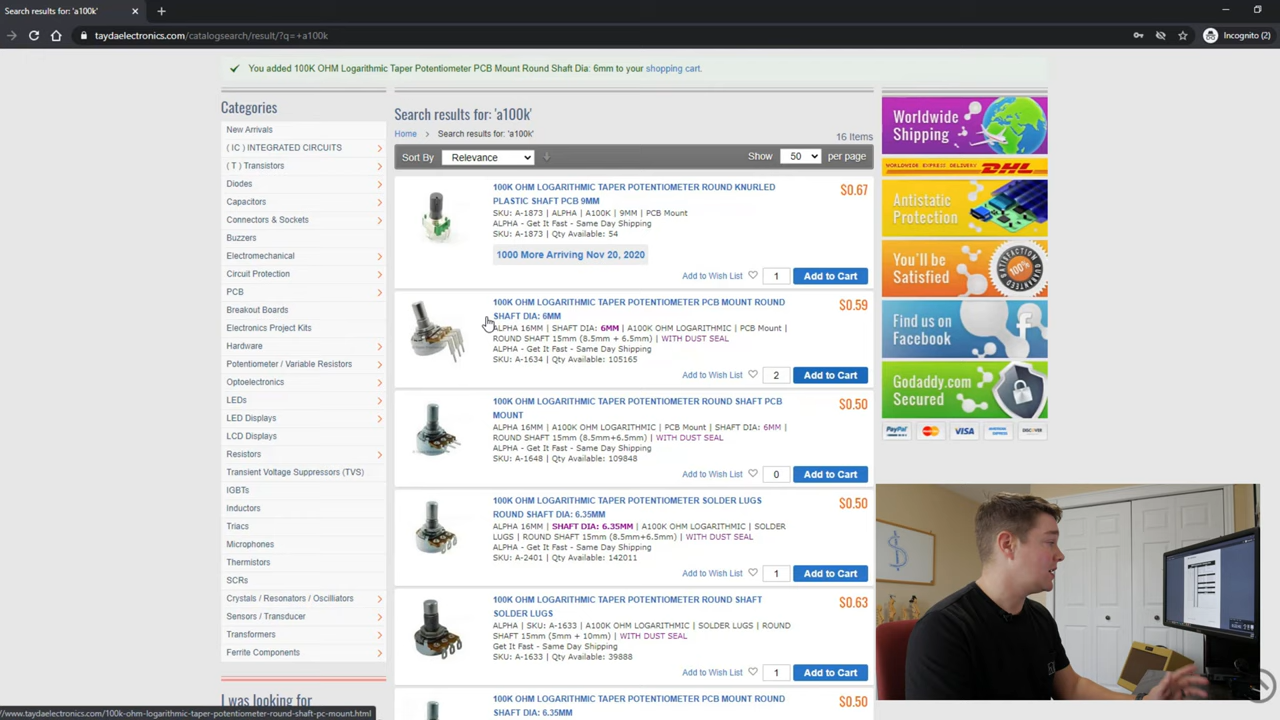 Search results for: 'a100k'
taydaelectronics.com/catalogsearch/result/?q=+a100k
Incognito (2)
You added 100K OHM Logarithmic Taper Potentiometer PCB Mount Round Shaft Dia: 6mm to your shopping cart.
Categories
New Arrivals
( IC ) INTEGRATED CIRCUITS
( T ) Transistors
Diodes
Capacitors
Connectors & Sockets
Buzzers
Electromechanical
Circuit Protection
PCB
Breakout Boards
Electronics Project Kits
Hardware
Potentiometer / Variable Resistors
Optoelectronics
LEDs
LED Displays
LCD Displays
Resistors
Transient Voltage Suppressors (TVS)
IGBTs
Inductors
Triacs
Microphones
Thermistors
SCRs
Crystals / Resonators / Oscilliators
Sensors / Transducer
Transformers
Ferrite Components
I was looking for
www.taydaelectronics.com/100k-ohm-logarithmic-taper-potentiometer-round-shaft-pc-mount.html
Search results for: 'a100k'
Home > Search results for: 'a100k'
16 Items
Sort By Relevance
Show 50 per page
100K OHM LOGARITHMIC TAPER POTENTIOMETER ROUND KNURLED
PLASTIC SHAFT PCB 9MM
$0.67
SKU: A-1873 | ALPHA | A100K | 9MM | PCB Mount
ALPHA - Get It Fast - Same Day Shipping
SKU: A-1873 | Qty Available: 54
1000 More Arriving Nov 20, 2020
Add to Wish List 1 Add to Cart
100K OHM LOGARITHMIC TAPER POTENTIOMETER PCB MOUNT ROUND
SHAFT DIA: 6MM
$0.59
ALPHA 16MM | SHAFT DIA: 6MM | A100K OHM LOGARITHMIC | PCB Mount |
ROUND SHAFT 15mm (8.5mm + 6.5mm) | WITH DUST SEAL
ALPHA - Get It Fast - Same Day Shipping
SKU: A-1634 | Qty Available: 105165
Add to Wish List 2 Add to Cart
100K OHM LOGARITHMIC TAPER POTENTIOMETER ROUND SHAFT PCB
MOUNT
$0.50
ALPHA 16MM | A100K OHM LOGARITHMIC | PCB Mount | SHAFT DIA: 6MM |
ROUND SHAFT 15mm (8.5mm+6.5mm) | WITH DUST SEAL
ALPHA - Get It Fast - Same Day Shipping
SKU: A-1648 | Qty Available: 109848
Add to Wish List 0 Add to Cart
100K OHM LOGARITHMIC TAPER POTENTIOMETER SOLDER LUGS
ROUND SHAFT DIA: 6.35MM
$0.50
ALPHA 16MM | SHAFT DIA: 6.35MM | A100K OHM LOGARITHMIC | SOLDER
LUGS | ROUND SHAFT 15mm (8.5mm+6.5mm) | WITH DUST SEAL
ALPHA - Get It Fast - Same Day Shipping
SKU: A-2401 | Qty Available: 142011
Add to Wish List 1 Add to Cart
100K OHM LOGARITHMIC TAPER POTENTIOMETER ROUND SHAFT
SOLDER LUGS
$0.63
ALPHA | SKU: A-1633 | A100K OHM LOGARITHMIC | SOLDER LUGS | ROUND
SHAFT 15mm (5mm + 10mm) | WITH DUST SEAL
Get It Fast - Same Day Shipping
SKU: A-1633 | Qty Available: 39888
Add to Wish List 1 Add to Cart
100K OHM LOGARITHMIC TAPER POTENTIOMETER PCB MOUNT ROUND
SHAFT DIA: 6.35MM
$0.50
Worldwide
Shipping
WORLDWIDE EXPRESS DELIVERY DHL
Antistatic
Protection
You'll be
Satisfied
100%
Find us on
Facebook
Godaddy.com
Secured
PayPal
VISA
DISCOVER